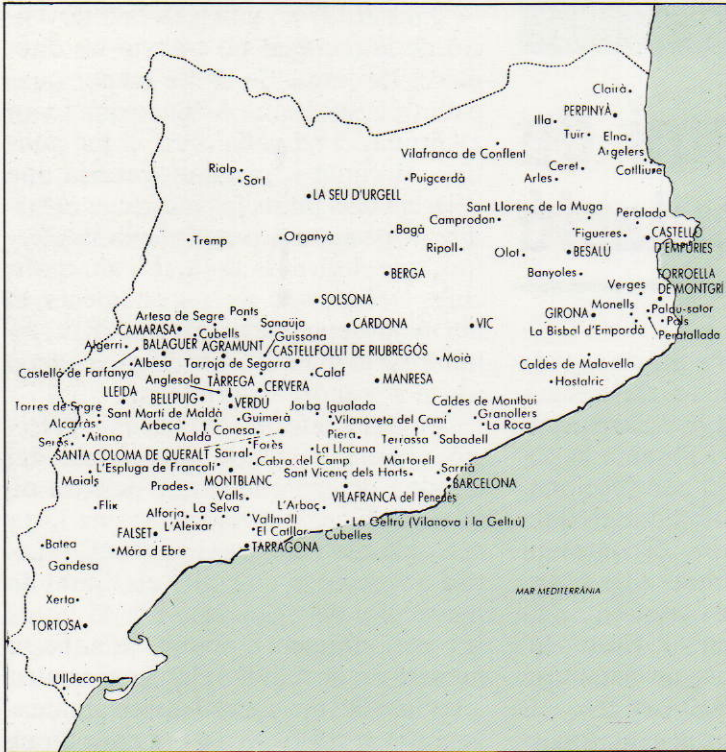 Clairà
PERPINYÀ
Illa
Tuïr
Elna
Argelers
Vilafranca de Conflent
Ceret
Cotlliure
Rialp
Sort
Puigcerdà
Arles
LA SEU D'URGELL
Sant Llorenç de la Muga
Peralada
Camprodon
Bagà
Figueres
CASTELLÓ
D'EMPÚRIES
Tremp
Organyà
Ripoll
Olot
BESALÚ
BERGA
Banyoles
TORROELLA
DE MONTGRÍ
Verges
SOLSONA
Monells
Artesa de Segre
Ponts
GIRONA
Palau-sator
CAMARASA
Sanaüja
CARDONA
VIC
Pals
Cubells
Guissona
La Bisbal d'Empordà
Algerri
BALAGUER
AGRAMUNT
Peratallada
CASTELLFOLLIT DE RIUBREGÓS
Albesa
Tarroja de Segarra
Moià
Castelló de Farfanya
Calaf
Caldes de Malavella
Anglesola
TÀRREGA
MANRESA
Hostalric
LLEIDA
CERVERA
BELLPUIG
VERDÚ
Torres de Segre
Sant Martí de Maldà
Jorba
Igualada
Caldes de Montbui
Alcarràs
Arbeca
Guimerà
Vilanoveta del Camí
Granollers
Maldà
Conesa
La Roca
Seròs
Aitona
Forès
Piera
Terrassa
Sabadell
SANTA COLOMA DE QUERALT
Sarral
La Llacuna
L'Espluga de Francolí
Cabra del Camp
Martorell
Maials
Sant Vicenç dels Horts
Sarrià
MONTBLANC
BARCELONA
Prades
VILAFRANCA del Penedès
Valls
Flix
Alforja
La Selva
L'Arboç
L'Aleixar
Vallmoll
La Geltrú (Vilanova i la Geltrú)
FALSET
El Catllar
Cubelles
Batea
Móra d'Ebre
TARRAGONA
Gandesa
MAR MEDITERRÀNIA
Xerta
TORTOSA
Ulldecona